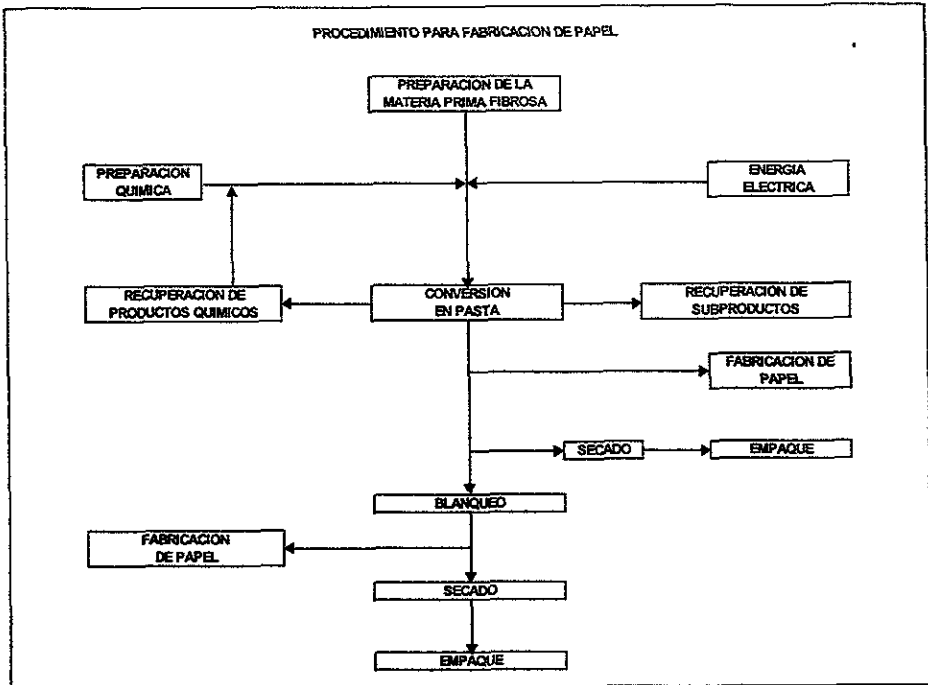 PROCEDIMIENTO PARA FABRICACION DE PAPEL
PREPARACION DE LA
MATERIA PRIMA FIBROSA
PREPARACION
QUIMICA
ENERGIA
ELECTRICA
RECUPERACION DE
PRODUCTOS QUIMICOS
CONVERSION
EN PASTA
RECUPERACION DE
SUBPRODUCTOS
FABRICACION DE
PAPEL
SECADO
EMPAQUE
BLANQUEO
FABRICACION
DE PAPEL
SECADO
EMPAQUE